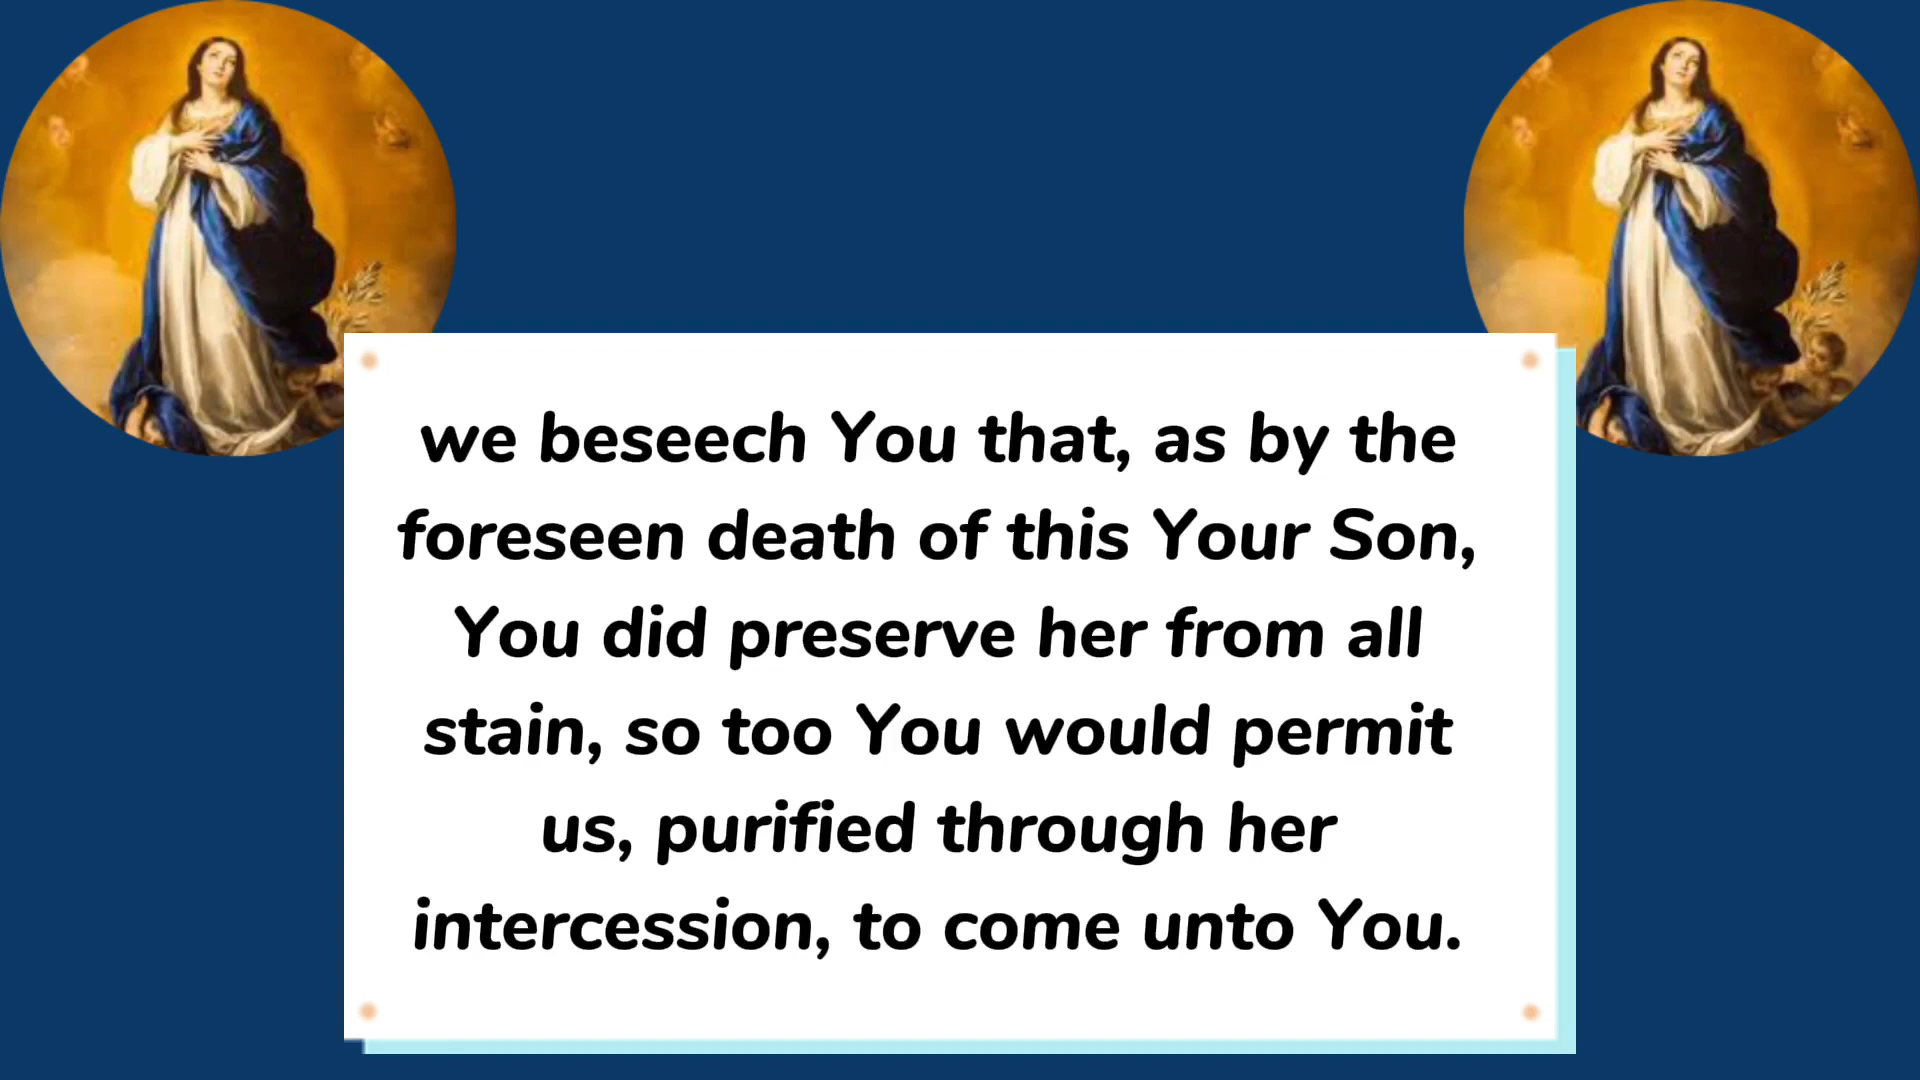 we beseech You that, as by the
foreseen death of this Your Son,
You did preserve her from all
stain, so too You would permit
us, purified through her
intercession, to come unto You.